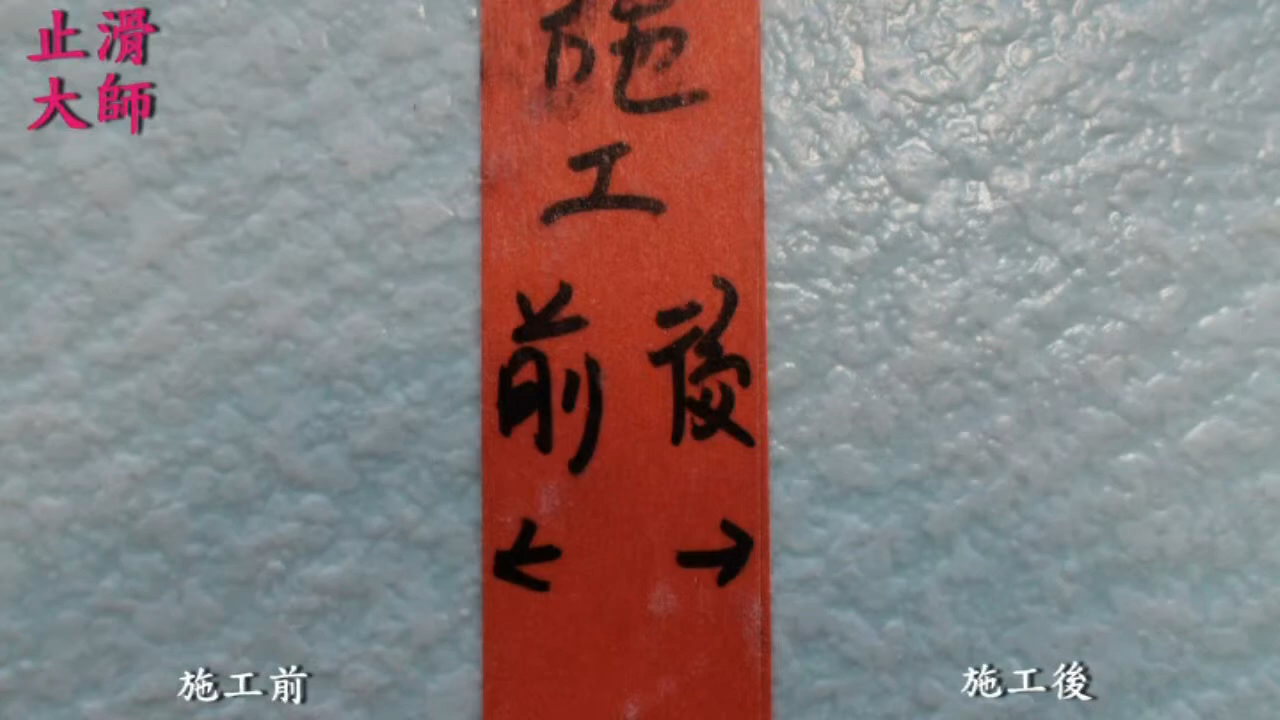 止滑
大師
施
工
前 後
← →
施工前
施工後